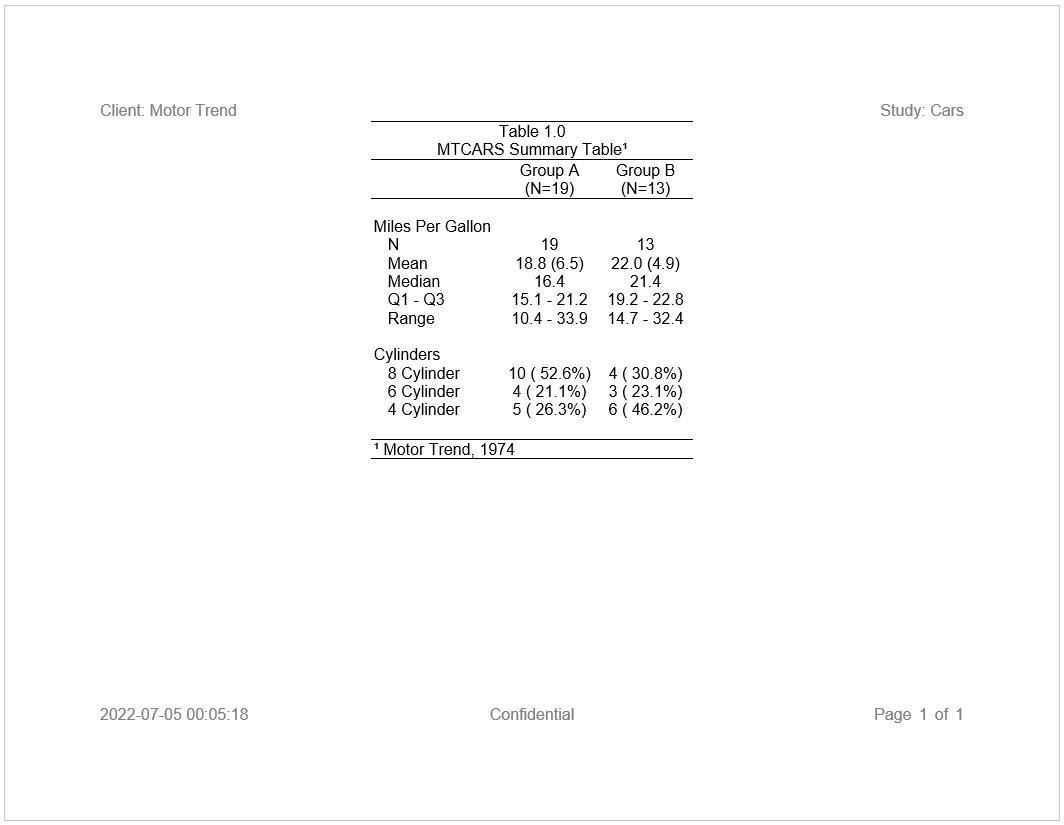 Client: Motor Trend Study: Cars
Table 1.0
MTCARS Summary Table¹
Group A Group B
(N=19) (N=13)
Miles Per Gallon
N 19 13
Mean 18.8 (6.5) 22.0 (4.9)
Median 16.4 21.4
Q1 - Q3 15.1 - 21.2 19.2 - 22.8
Range 10.4 - 33.9 14.7 - 32.4
Cylinders
8 Cylinder 10 ( 52.6%) 4 ( 30.8%)
6 Cylinder 4 ( 21.1%) 3 ( 23.1%)
4 Cylinder 5 ( 26.3%) 6 ( 46.2%)
¹ Motor Trend, 1974
2022-07-05 00:05:18 Confidential Page 1 of 1